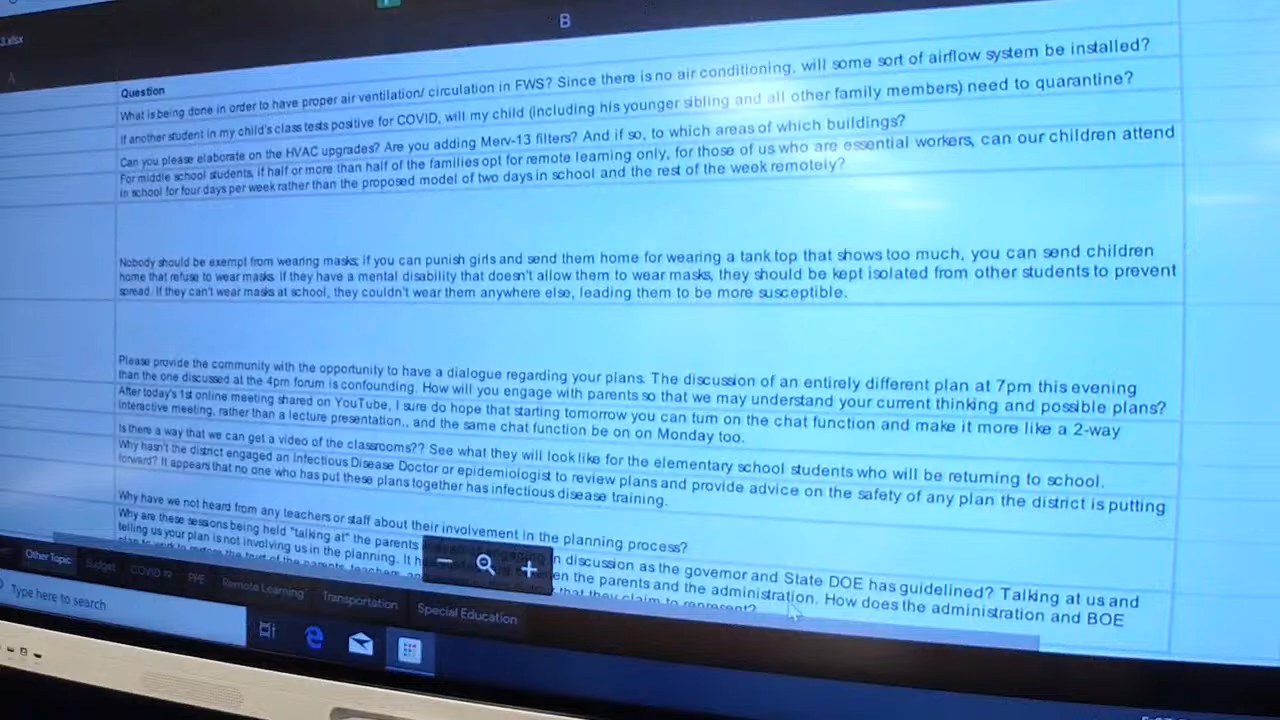 3.xlsx
B
A
Question
What is being done in order to have proper air ventilation/ circulation in FWS? Since there is no air conditioning, will some sort of airflow system be installed?
If another student in my child's class tests positive for COVID, will my child (including his younger sibling and all other family members) need to quarantine?
Can you please elaborate on the HVAC upgrades? Are you adding Merv-13 filters? And if so, to which areas of which buildings?
For middle school students, if half or more than half of the families opt for remote learning only, for those of us who are essential workers, can our children attend
in school for four days per week rather than the proposed model of two days in school and the rest of the week remotely?
Nobody should be exempt from wearing masks; if you can punish girls and send them home for wearing a tank top that shows too much, you can send children
home that refuse to wear masks. If they have a mental disability that doesn't allow them to wear masks, they should be kept isolated from other students to prevent
spread. If they can't wear masks at school, they couldn't wear them anywhere else, leading them to be more susceptible.
Please provide the community with the opportunity to have a dialogue regarding your plans. The discussion of an entirely different plan at 7pm this evening
than the one discussed at the 4pm forum is confounding. How will you engage with parents so that we may understand your current thinking and possible plans?
After today's 1st online meeting shared on YouTube, I sure do hope that starting tomorrow you can turn on the chat function and make it more like a 2-way
interactive meeting, rather than a lecture presentation,, and the same chat function be on on Monday too.
Is there a way that we can get a video of the classrooms?? See what they will look like for the elementary school students who will be returning to school.
Why hasn't the district engaged an Infectious Disease Doctor or epidemiologist to review plans and provide advice on the safety of any plan the district is putting
forward? It appears that no one who has put these plans together has infectious disease training.
Why have we not heard from any teachers or staff about their involvement in the planning process?
Why are these sessions being held "talking at" the parents in discussion as the governor and State DOE has guidelined? Talking at us and
telling us your plan is not involving us in the planning. It en the parents and the administration. How does the administration and BOE
plan to work to restore the trust of the parents, teachers, that they claim to represent?
Other Topic
Budget
COVID 19
PPE
Remote Learning
Transportation
Special Education
Type here to search